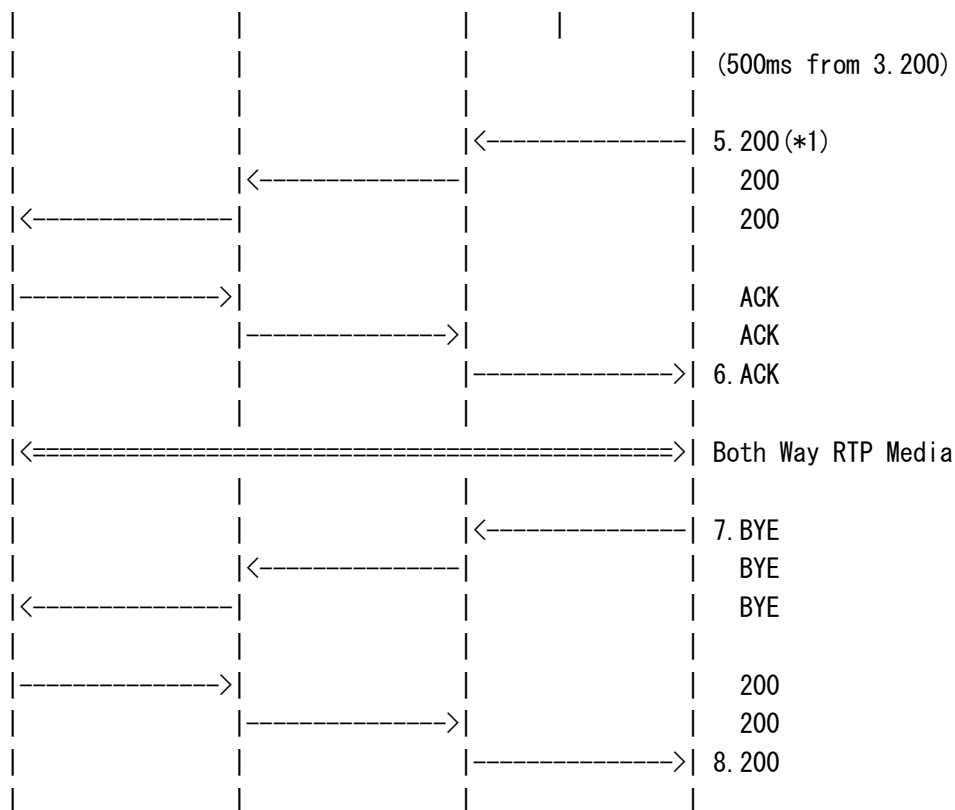 (500ms from 3.200)
5.200(*1)
200
200
ACK
ACK
6.ACK
Both Way RTP Media
7.BYE
BYE
BYE
200
200
8.200